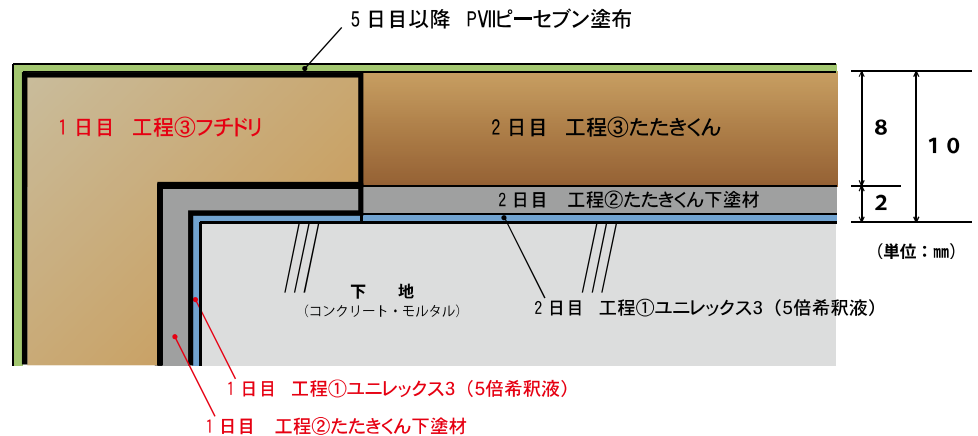 5日目以降 PⅦピーセブン塗布
1日目 工程③フチドリ
2日目 工程③たたきくん
8
10
2日目 工程②たたきくん下塗材
2
(単位:㎜)
下地
(コンクリート・モルタル)
2日目 工程①ユニレックス3(5倍希釈液)
1日目 工程①ユニレックス3(5倍希釈液)
1日目 工程②たたきくん下塗材